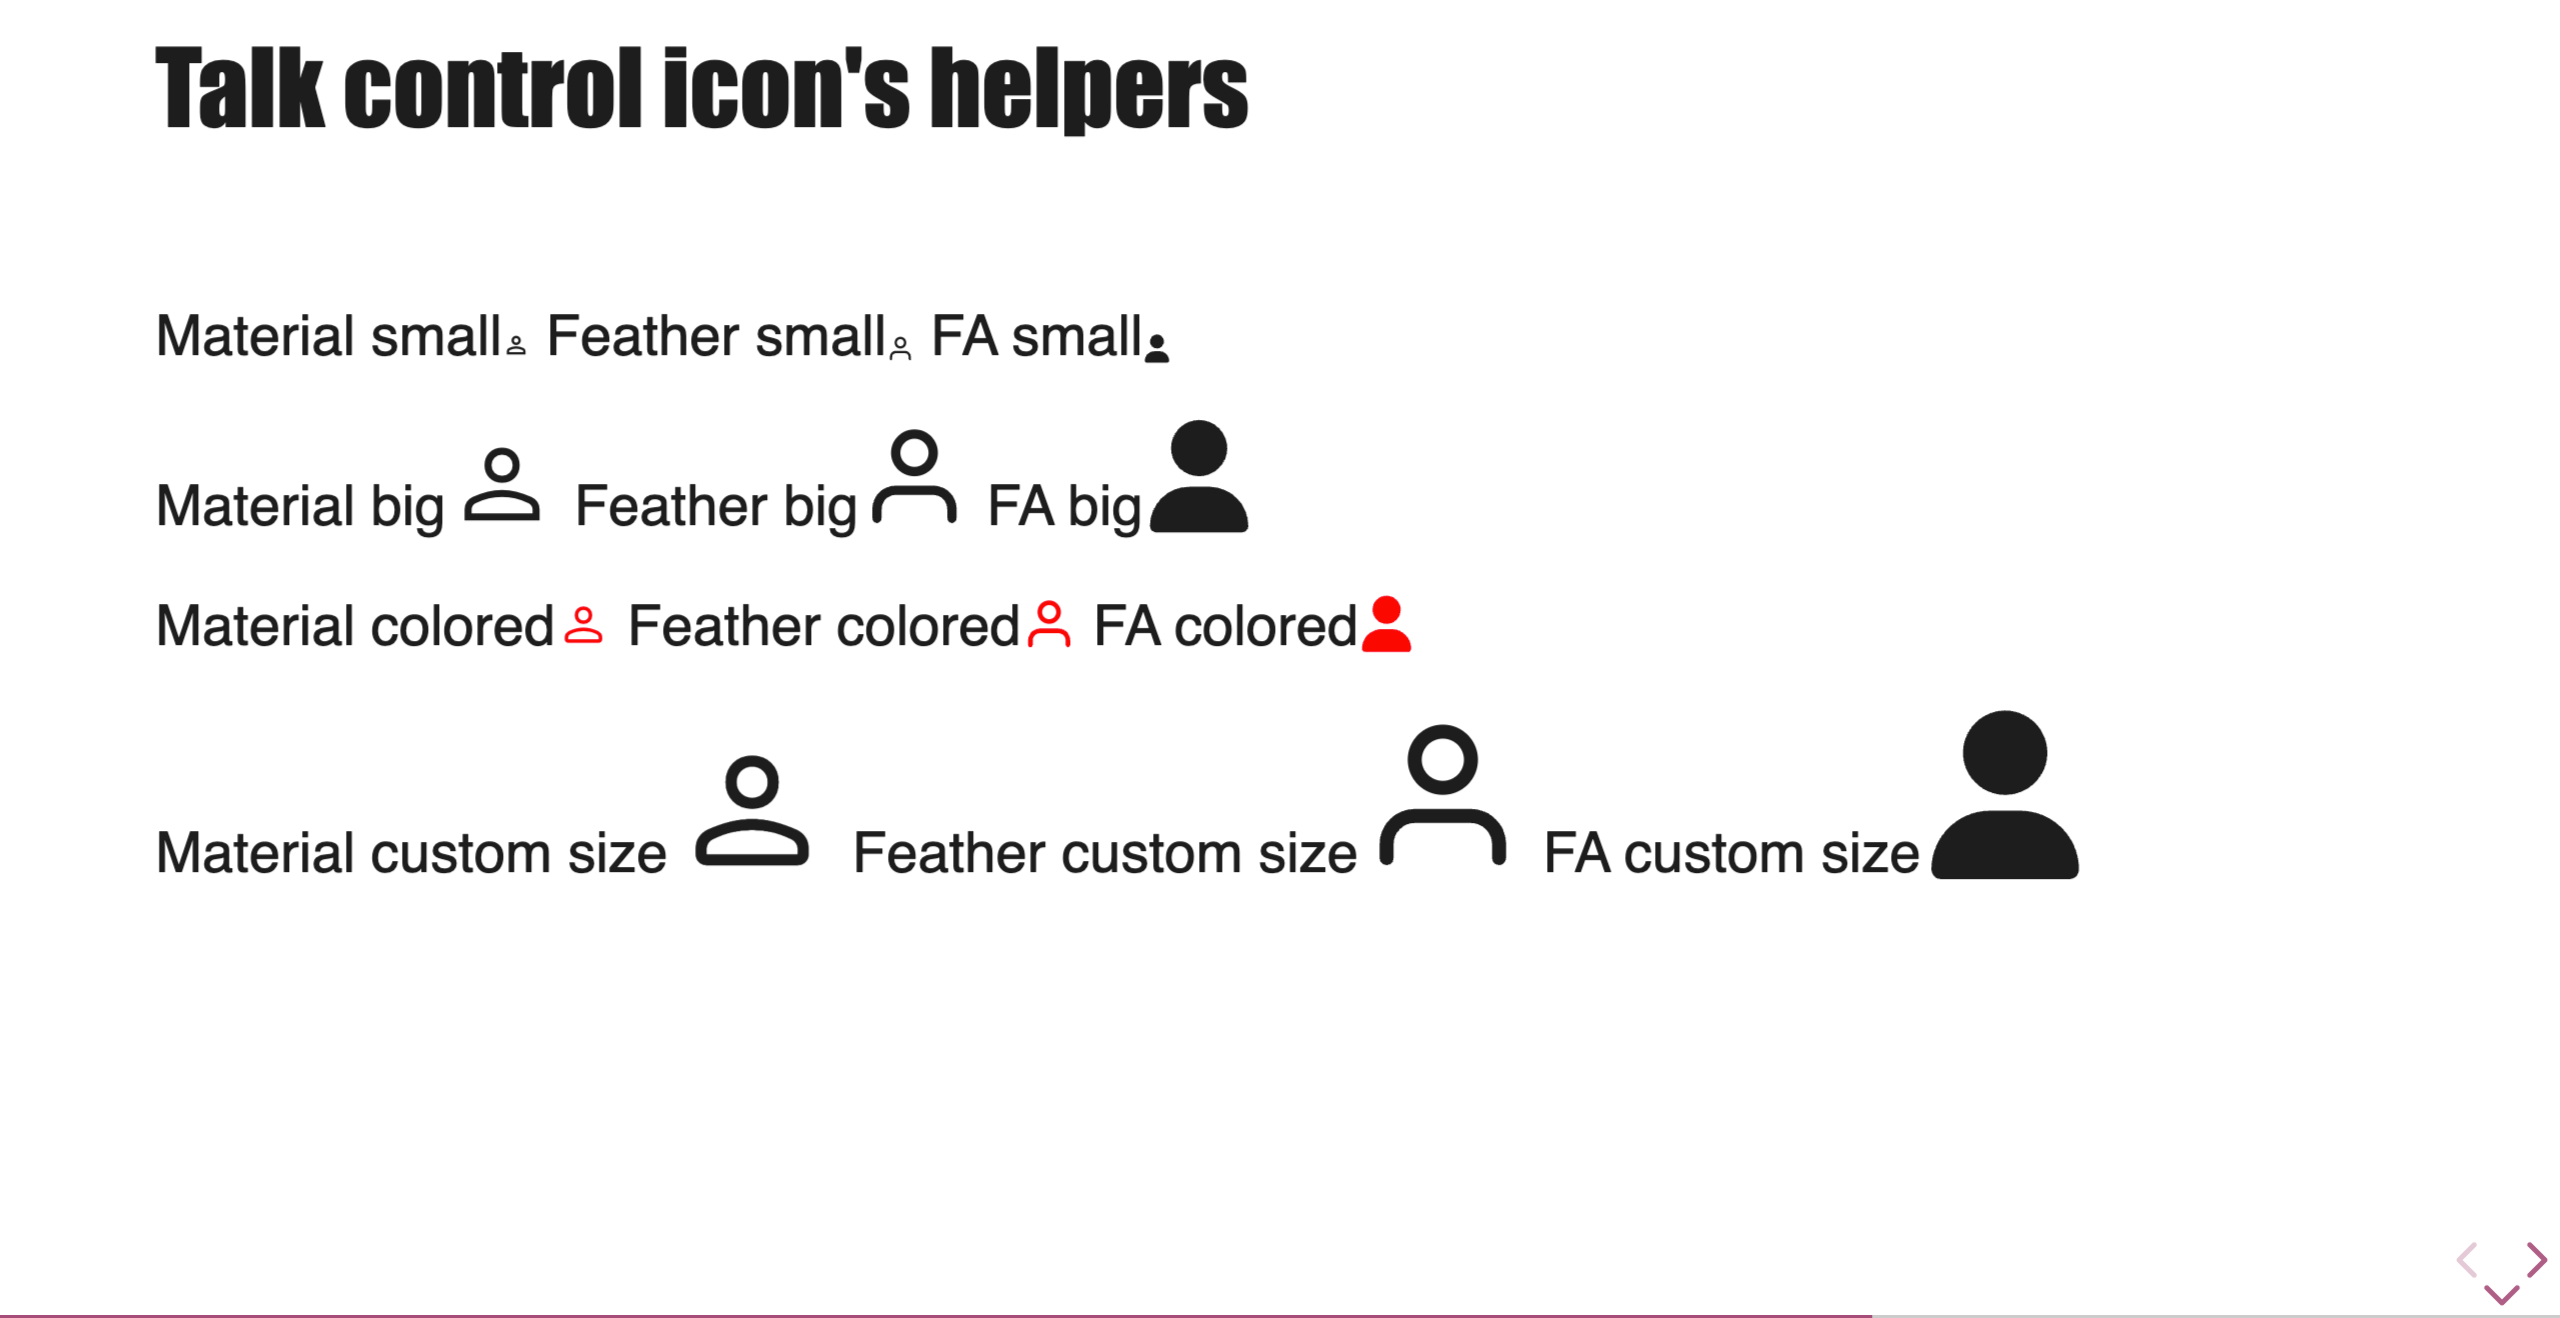 Talk control icon's helpers
Material small Feather small FA small
Material big Feather big FA big
Material colored Feather colored FA colored
Material custom size Feather custom size FA custom size